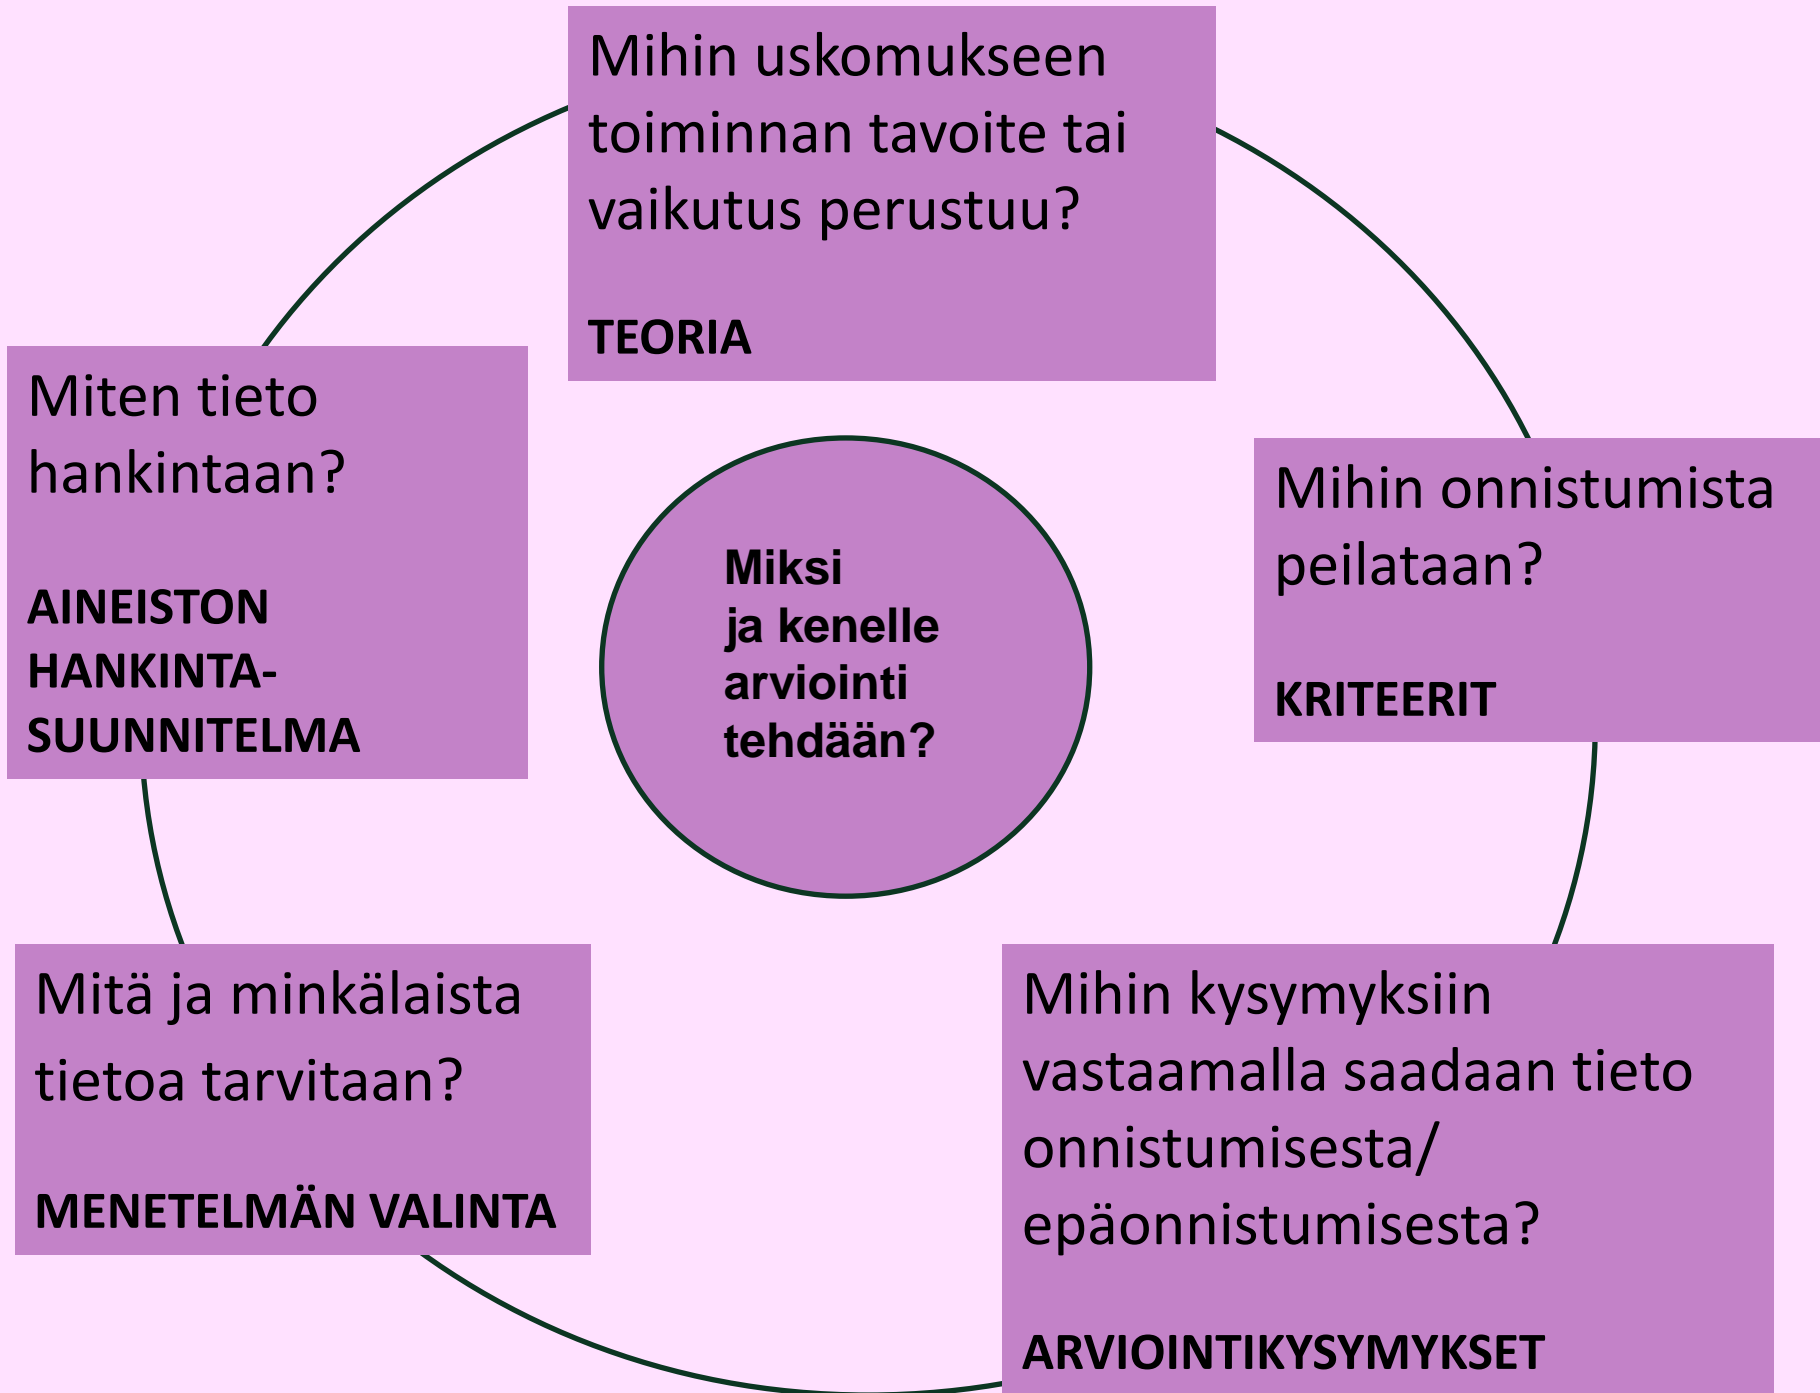 Mihin uskomukseen
toiminnan tavoite tai
vaikutus perustuu?
TEORIA
Miten tieto
hankintaan?
AINEISTON
HANKINTA-
SUUNNITELMA
Miksi
ja kenelle
arviointi
tehdään?
Mihin onnistumista
peilataan?
KRITEERIT
Mitä ja minkälaista
tietoa tarvitaan?
MENETELMÄN VALINTA
Mihin kysymyksiin
vastaamalla saadaan tieto
onnistumisesta/
epäonnistumisesta?
ARVIOINTIKYSYMYKSET